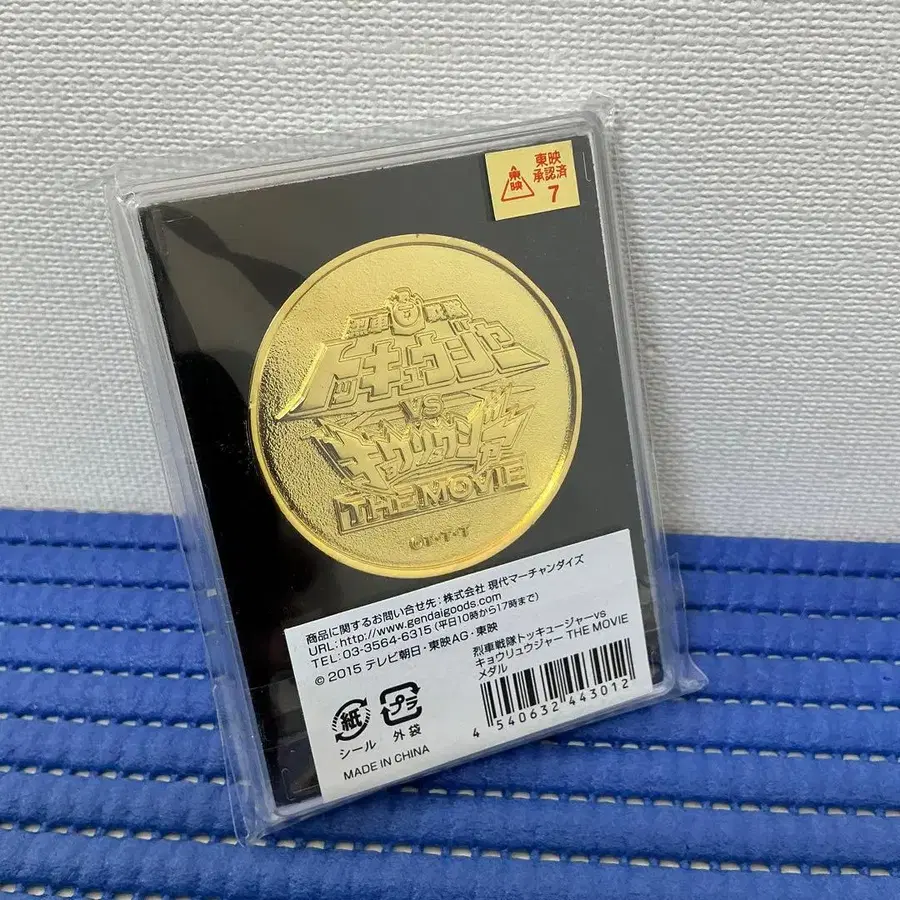 東映
東映
承認済
7
烈車戦隊
トッキュウジャー
VS
キョウリュウジャー
THE MOVIE
©T・T・T
商品に関するお問い合せ先：株式会社 現代マーチャンダイズ
URL:http://www.gendaigoods.com
TEL:03-3564-6315（平日10時から17時まで）
© 2015 テレビ朝日・東映AG・東映
烈車戦隊トッキュージャーvs
キョウリュウジャー THE MOVIE
メダル
紙
シール
プラ
外袋
MADE IN CHINA
4 540632 443012